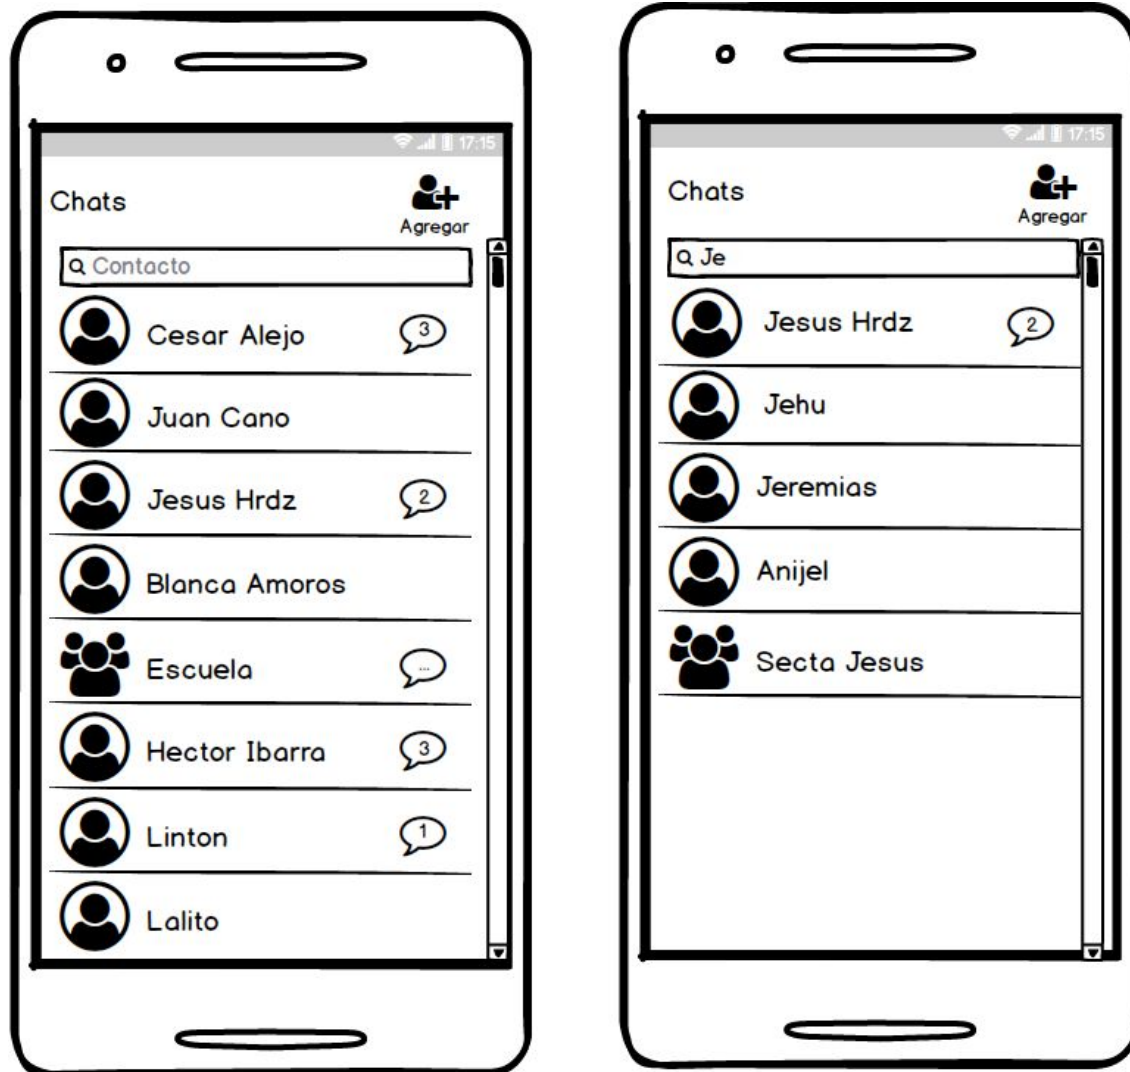 17:15
Chats
Agregar
Contacto
Cesar Alejo 3
Juan Cano
Jesus Hrdz 2
Blanca Amoros
Escuela ...
Hector Ibarra 3
Linton 1
Lalito
17:15
Chats
Agregar
Je
Jesus Hrdz 2
Jehu
Jeremias
Anijel
Secta Jesus